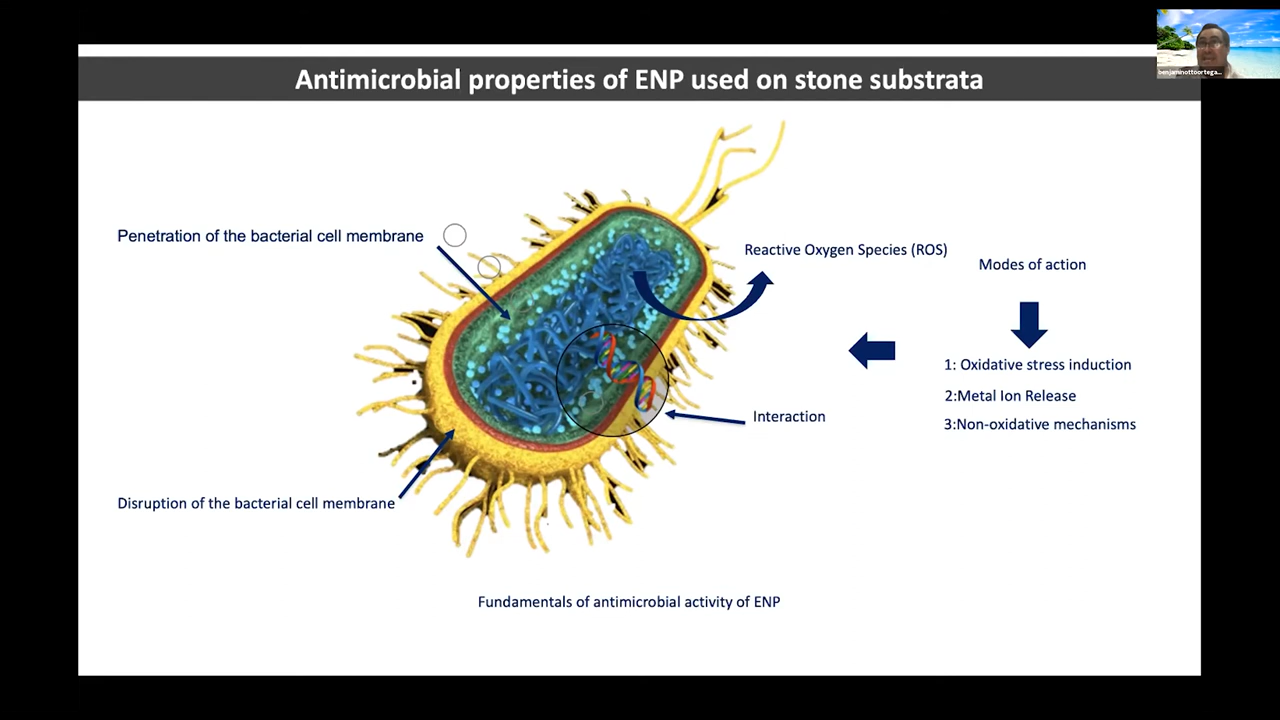 Antimicrobial properties of ENP used on stone substrata
benjaminottoortega...
Penetration of the bacterial cell membrane
Reactive Oxygen Species (ROS)
Modes of action
1: Oxidative stress induction
2:Metal Ion Release
3:Non-oxidative mechanisms
Interaction
Disruption of the bacterial cell membrane
Fundamentals of antimicrobial activity of ENP